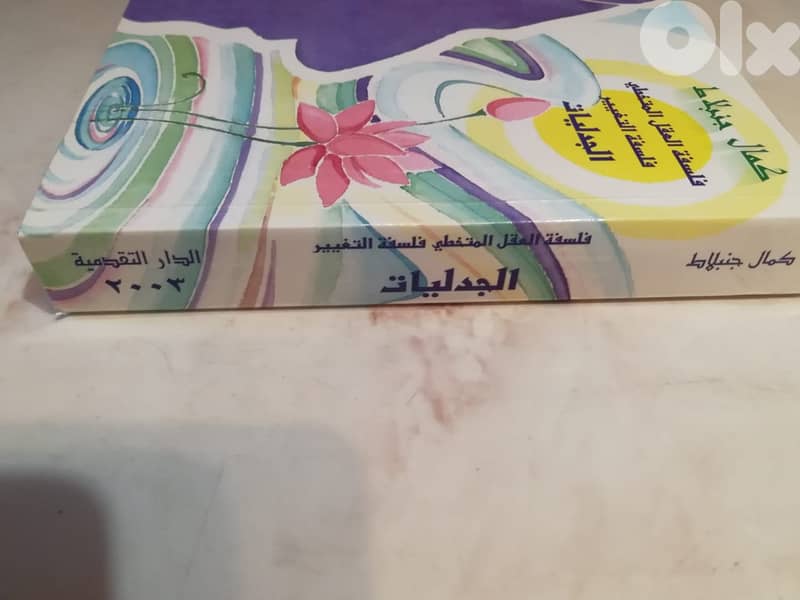 olx
كمال جنبلاط
فلسفة العقل المتخطي
فلسفة التغيير
الجدليات
كمال جنبلاط
فلسفة العقل المتخطي فلسفة التغيير
الجدليات
الدار التقدمية